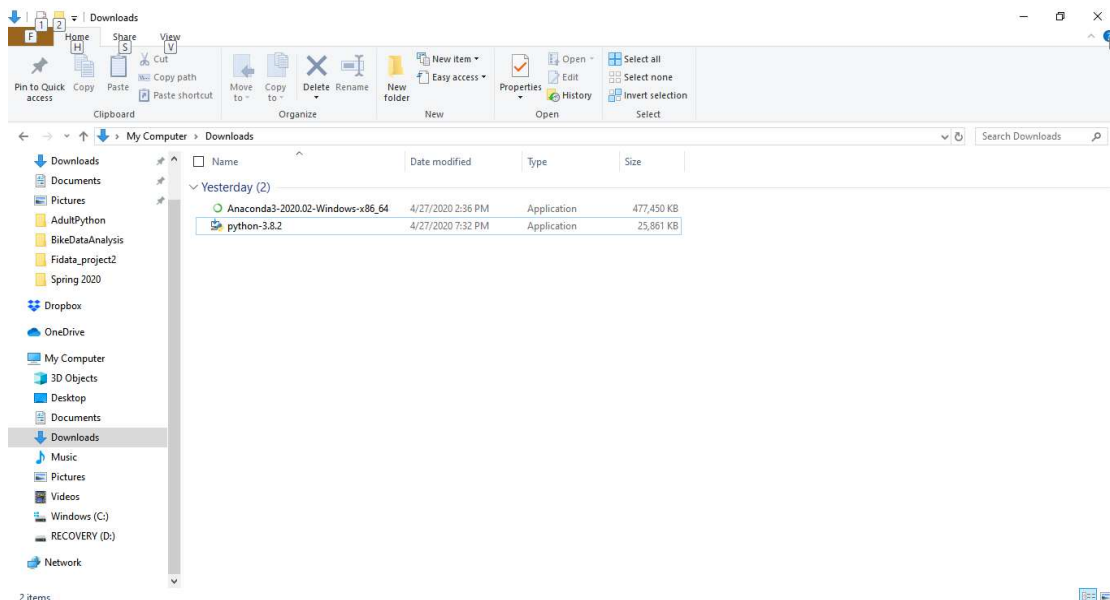 Downloads
1 2
F Home Share View
H S V
Pin to Quick access
Copy
Paste
Cut
Copy path
Paste shortcut
Move to
Copy to
Delete
Rename
New folder
New item
Easy access
Properties
Open
Edit
History
Select all
Select none
Invert selection
Clipboard Organize New Open Select
My Computer Downloads Search Downloads
Downloads
Documents
Pictures
AdultPython
BikeDataAnalysis
Fidata_project2
Spring 2020
Dropbox
OneDrive
My Computer
3D Objects
Desktop
Documents
Downloads
Music
Pictures
Videos
Windows (C:)
RECOVERY (D:)
Network
Name Date modified Type Size
Yesterday (2)
Anaconda3-2020.02-Windows-x86_64 4/27/2020 2:36 PM Application 477,450 KB
python-3.8.2 4/27/2020 7:32 PM Application 25,861 KB
2 items